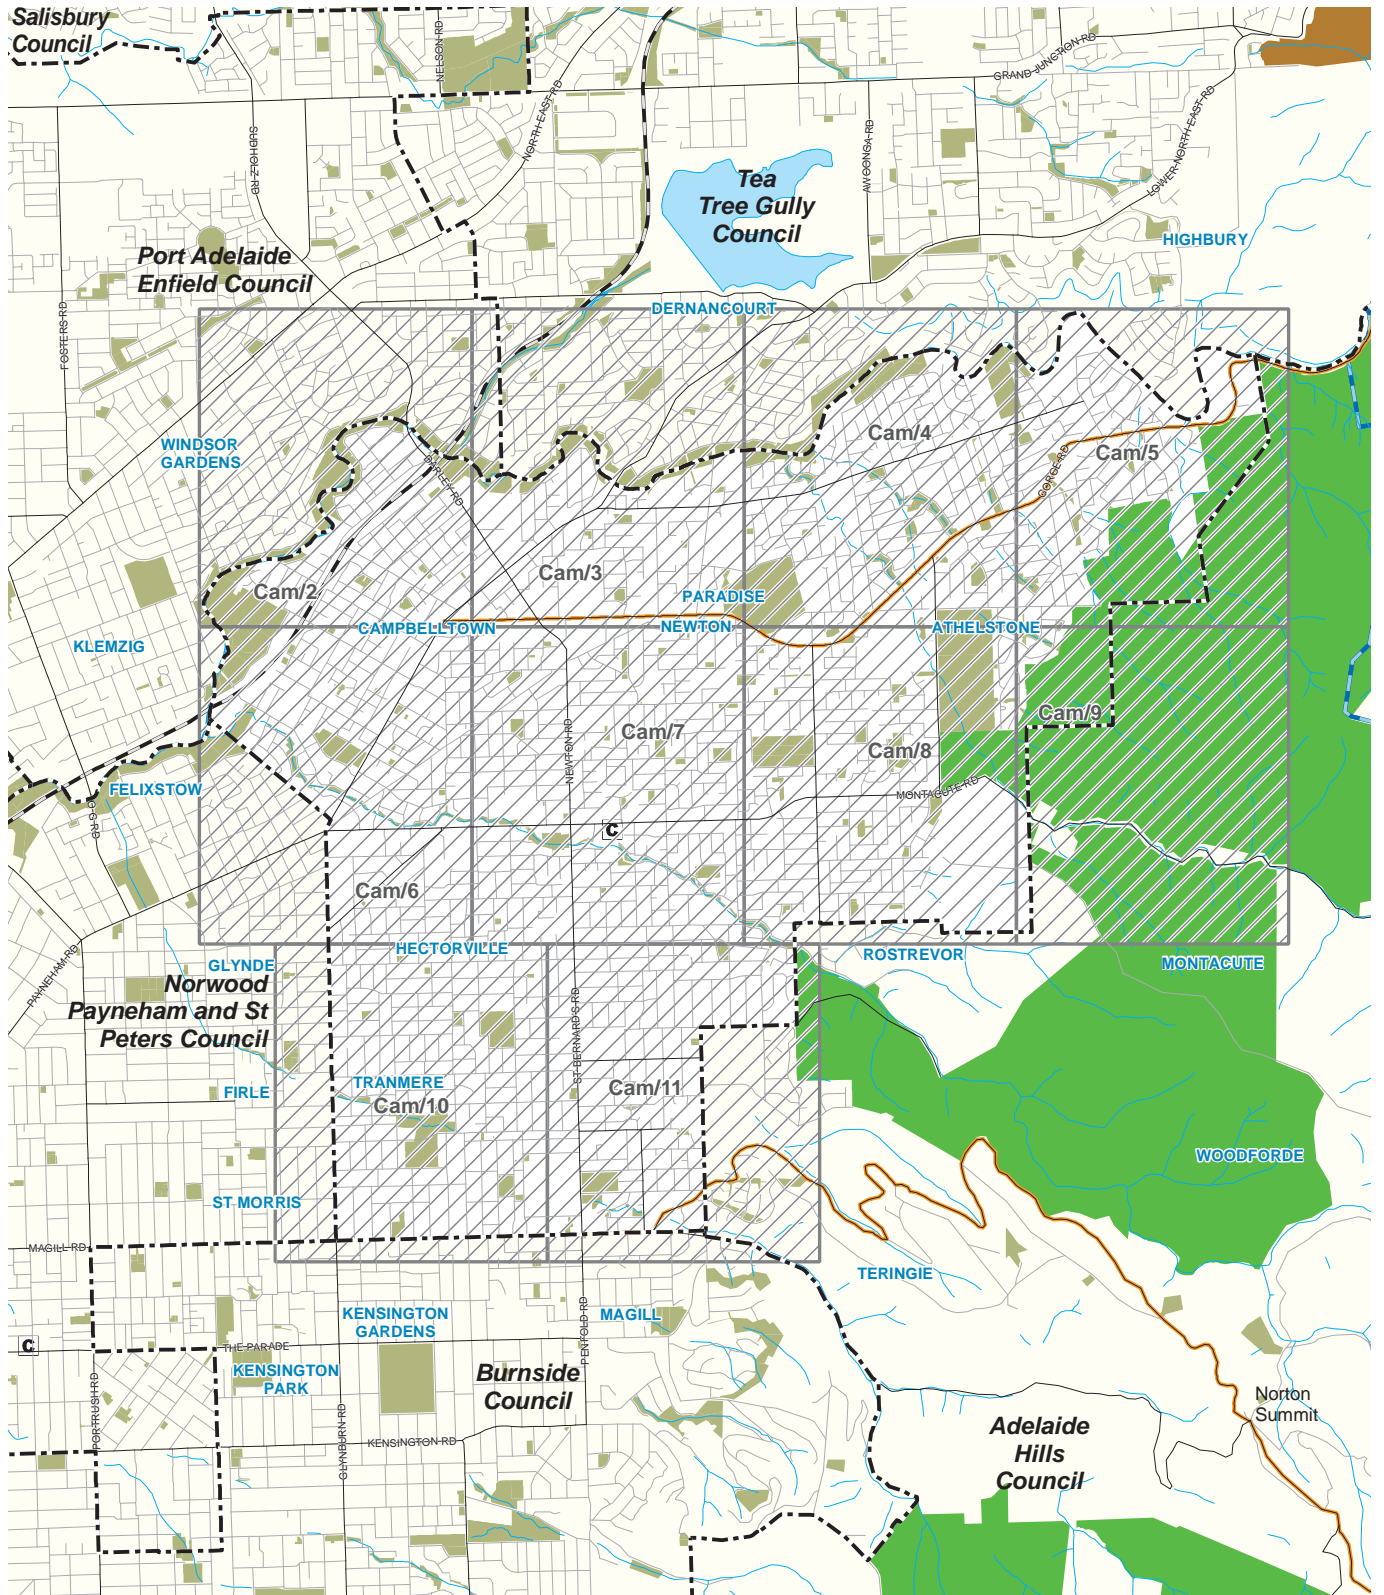 Salisbury
Council
NELSON RD
GRAND JUNCTION RD
SUDHOLZ RD
NORTH EAST RD
AWOONGA RD
LOWER NORTH EAST RD
Tea
Tree Gully
Council
HIGHBURY
Port Adelaide
Enfield Council
FOSTERS RD
DERNANCOURT
WINDSOR
GARDENS
Cam/4
Cam/5
DARLEY RD
GORGE RD
Cam/2
Cam/3
PARADISE
CAMPBELLTOWN
NEWTON
ATHELSTONE
KLEMZIG
Cam/7
Cam/9
NEWTON RD
Cam/8
FELIXSTOW
MONTACUTE RD
O G RD
C
Cam/6
HECTORVILLE
ROSTREVOR
MONTACUTE
GLYNDE
PAYNEHAM RD
Norwood
Payneham and St
Peters Council
ST BERNARD'S RD
FIRLE
TRANMERE
Cam/10
Cam/11
WOODFORDE
ST MORRIS
MAGILL RD
TERINGIE
KENSINGTON
GARDENS
MAGILL
PENFOLD RD
C
THE PARADE
KENSINGTON
PARK
Burnside
Council
PORTRUSH RD
GLYNBURN RD
KENSINGTON RD
Norton
Summit
Adelaide
Hills
Council